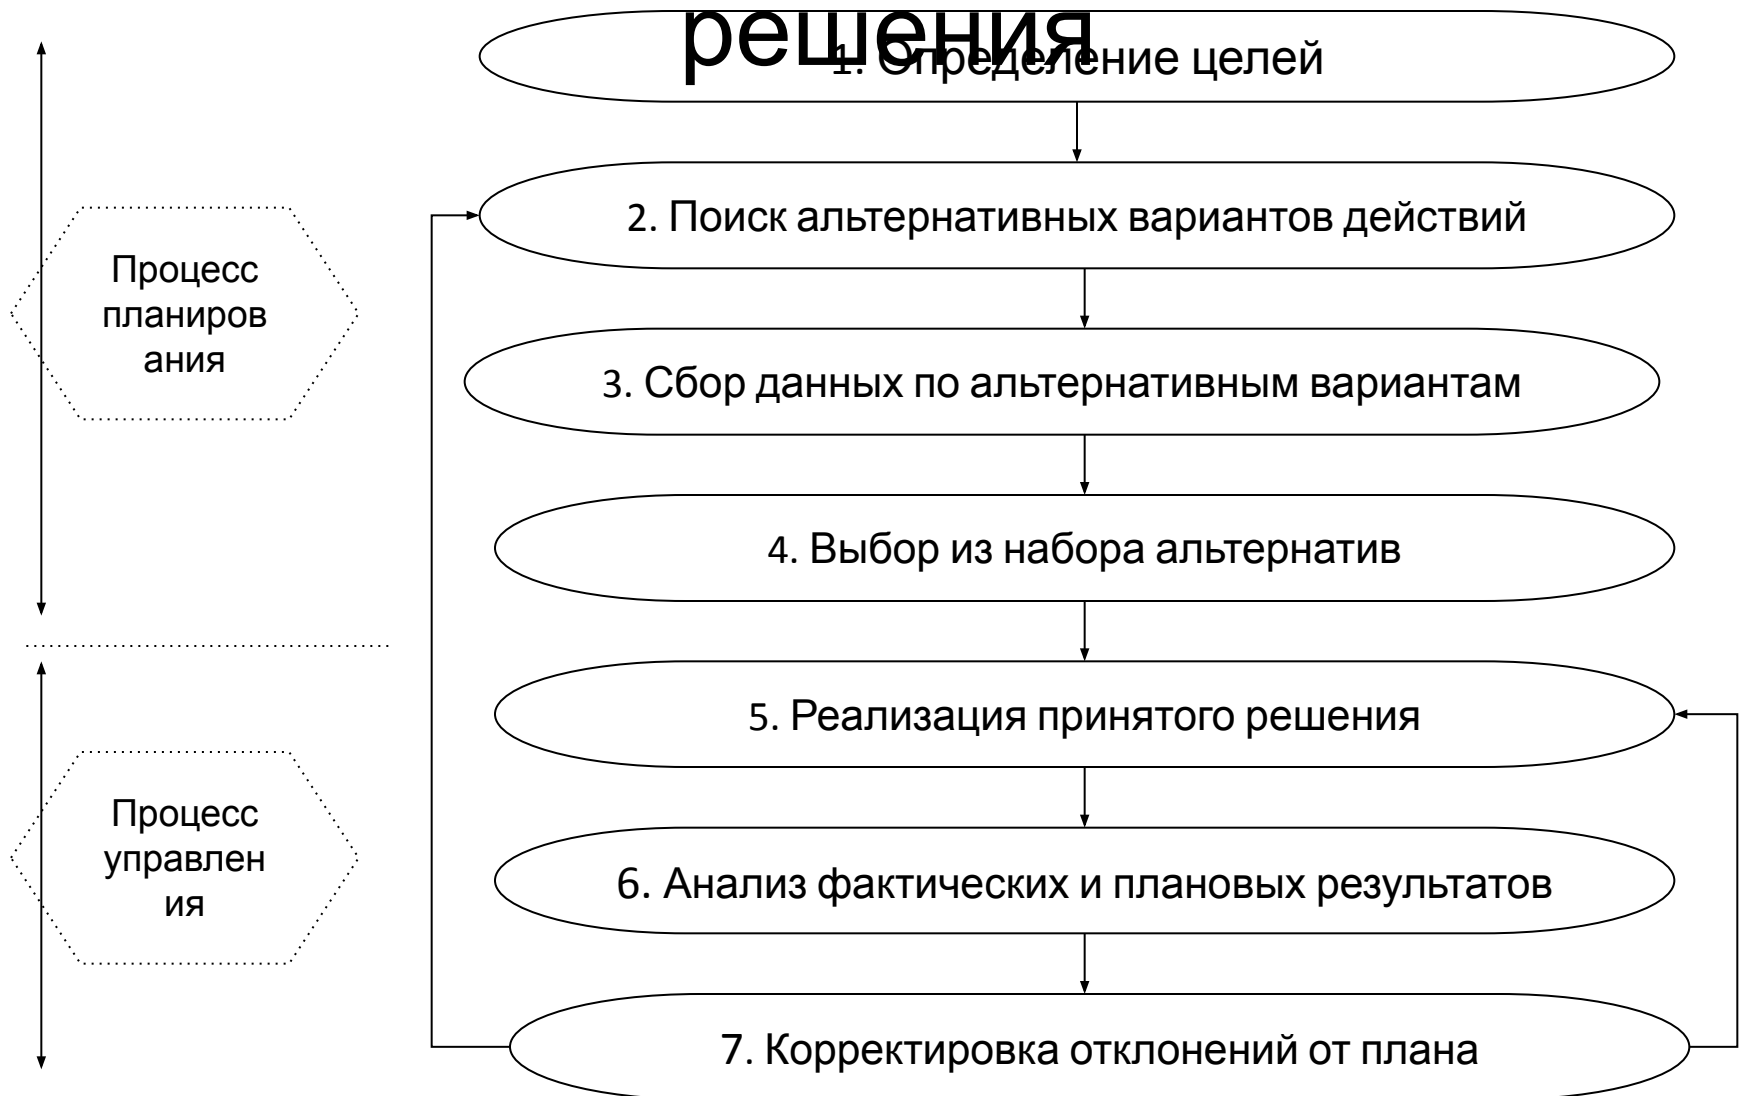 решения
1. Определение целей
2. Поиск альтернативных вариантов действий
Процесс
планиров
ания
3. Сбор данных по альтернативным вариантам
4. Выбор из набора альтернатив
5. Реализация принятого решения
Процесс
управлен
ия
6. Анализ фактических и плановых результатов
7. Корректировка отклонений от плана